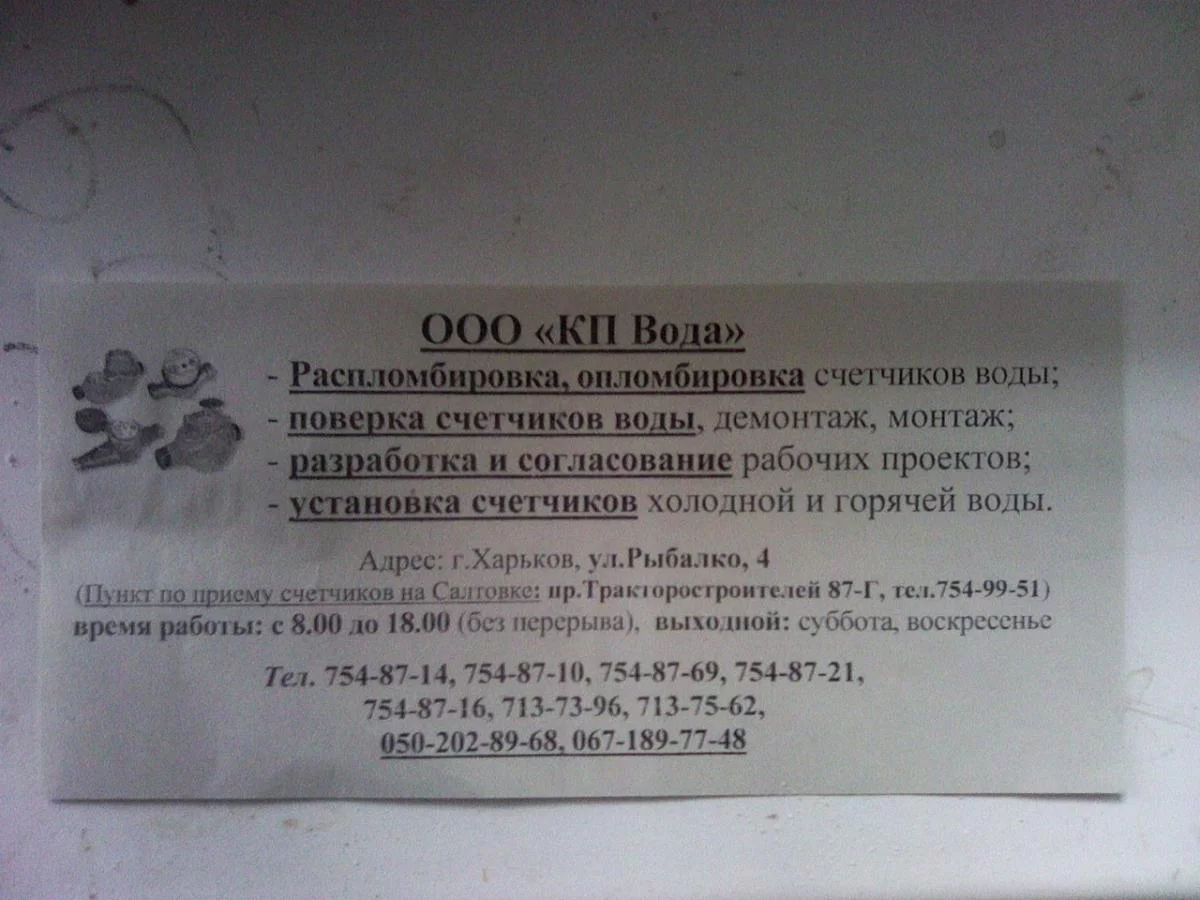 ООО «КП Вода»
- Распломбировка, опломбировка счетчиков воды;
- поверка счетчиков воды, демонтаж, монтаж;
- разработка и согласование рабочих проектов;
- установка счетчиков холодной и горячей воды.
Адрес: г.Харьков, ул.Рыбалко, 4
(Пункт по приему счетчиков на Салтовке: пр.Тракторостроителей 87-Г, тел.754-99-51)
время работы: с 8.00 до 18.00 (без перерыва), выходной: суббота, воскресенье
Тел. 754-87-14, 754-87-10, 754-87-69, 754-87-21,
754-87-16, 713-73-96, 713-75-62,
050-202-89-68, 067-189-77-48